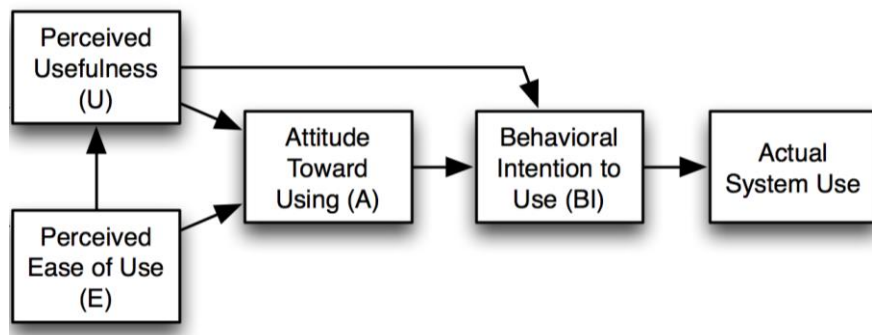 Perceived
Usefulness
(U)
Attitude
Toward
Using (A)
Behavioral
Intention to
Use (BI)
Actual
System Use
Perceived
Ease of Use
(E)